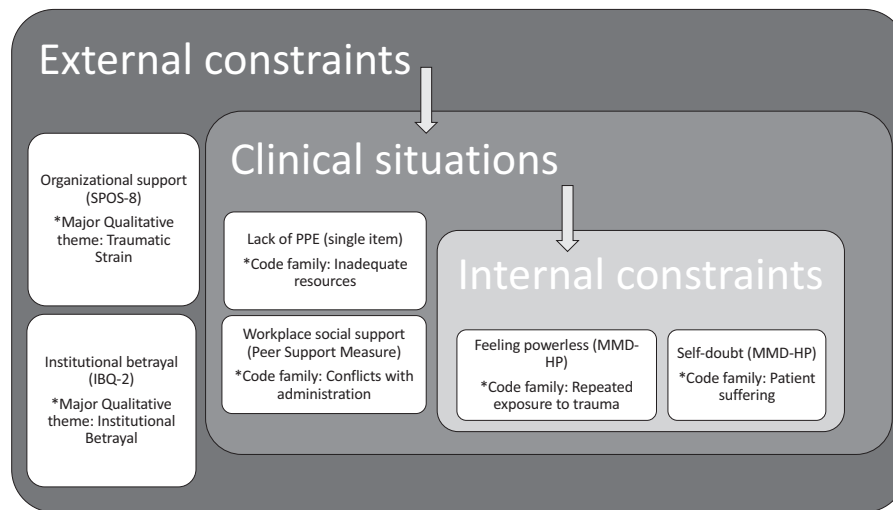 External constraints
Organizational support
(SPOS-8)
*Major Qualitative
theme: Traumatic
Strain
Institutional betrayal
(IBQ-2)
*Major Qualitative
theme: Institutional
Betrayal
Clinical situations
Lack of PPE (single item)
*Code family: Inadequate
resources
Workplace social support
(Peer Support Measure)
*Code family: Conflicts with
administration
Internal constraints
Feeling powerless (MMD-
HP)
*Code family: Repeated
exposure to trauma
Self-doubt (MMD-HP)
*Code family: Patient
suffering